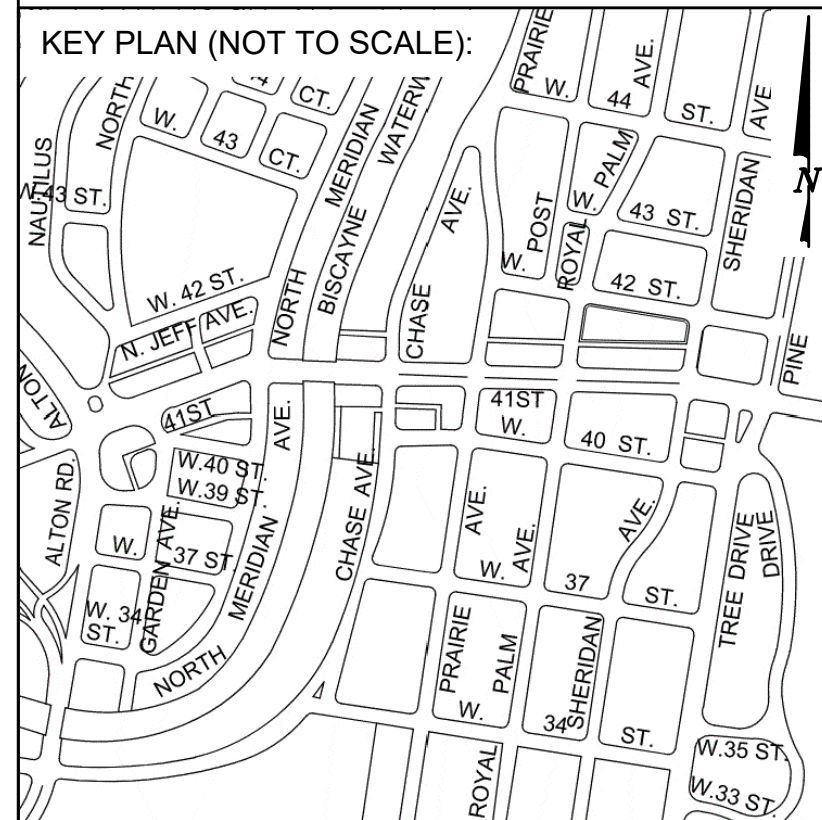 KEY PLAN (NOT TO SCALE):
PRAIRIE
W. 44 ST.
AVE.
AVE
N
NORTH
CT.
W. 43 CT.
MERIDIAN
BISCAYNE
NAUTILUS
W.43 ST.
CHASE AVE.
W. POST
W. PALM
ROYAL
43 ST.
SHERIDAN
42 ST.
W. 42 ST.
N. JEFF AVE.
NORTH
PINE
ALTON
41ST
41ST
W. 40 ST.
AVE.
W.40 ST.
W.39 ST.
ALTON RD.
W. 37 ST.
GARDEN AVE.
MERIDIAN
CHASE AVE.
AVE.
AVE.
AVE.
W. 37 ST.
TREE DRIVE
DRIVE
W. 34
ST.
NORTH
PRAIRIE
PALM
SHERIDAN
W. 34 ST.
ROYAL
W.35 ST.
W.33 ST.